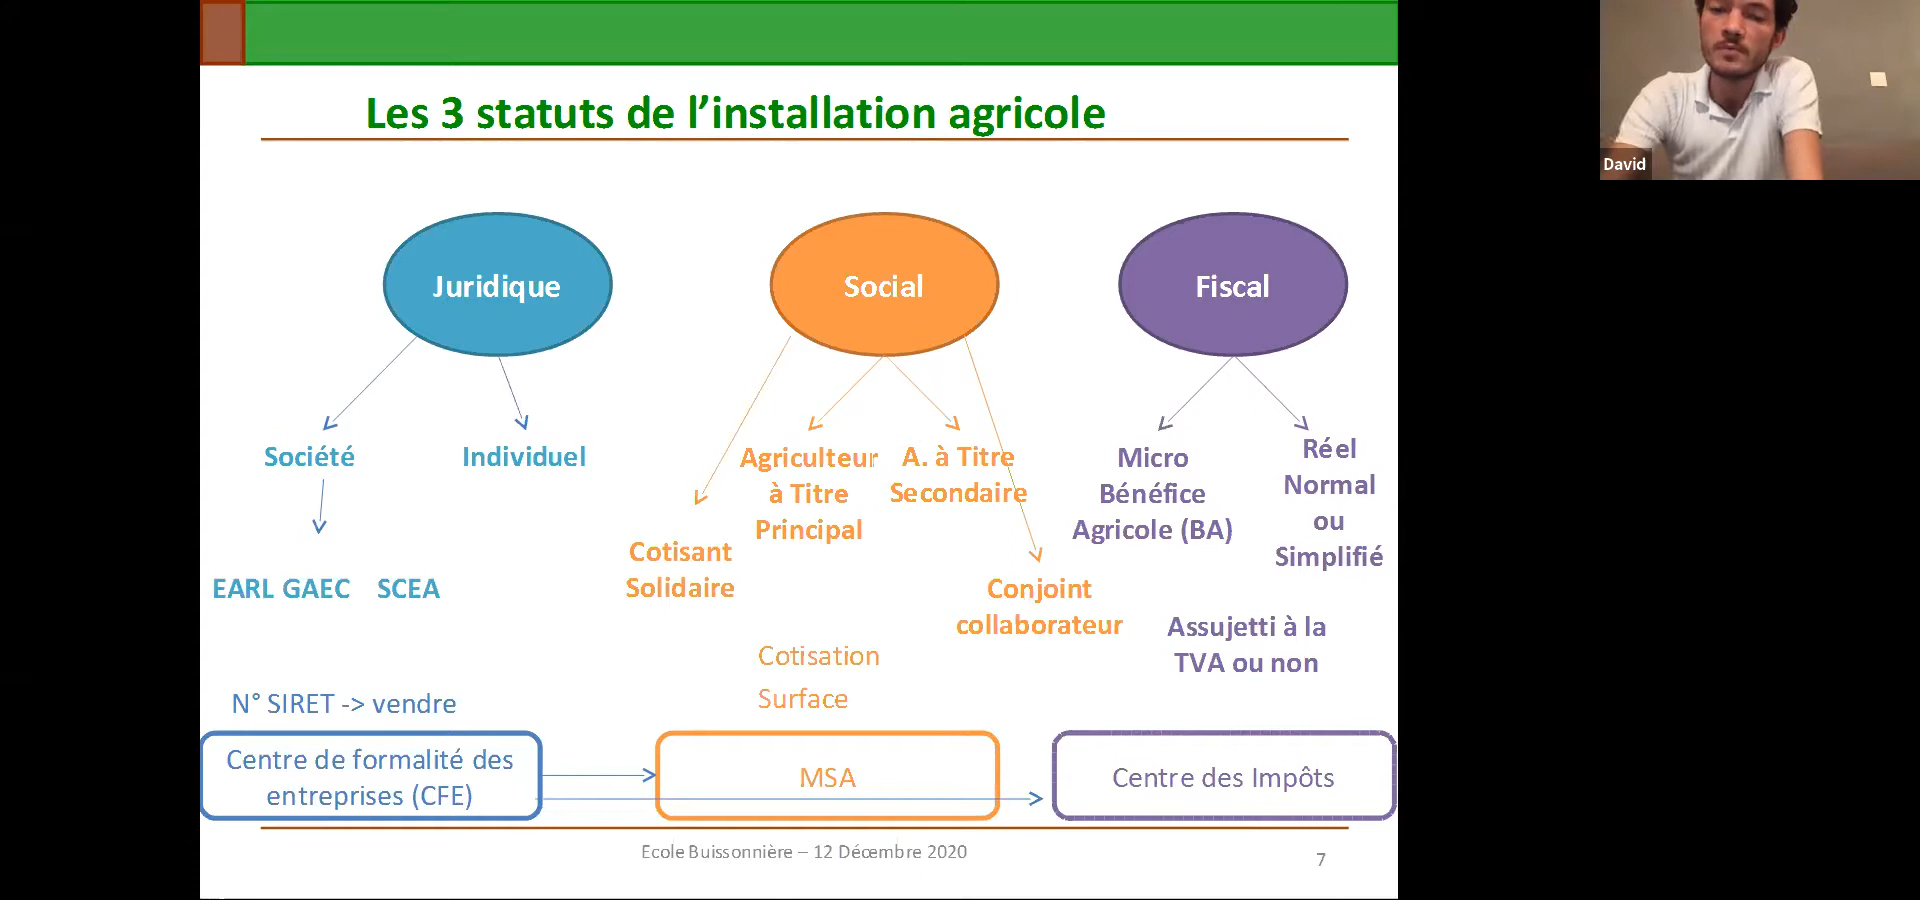 Les 3 statuts de l’installation agricole
David
Juridique
Social
Fiscal
Société
Individuel
EARL GAEC SCEA
Cotisant
Solidaire
Agriculteur
à Titre
Principal
A. à Titre
Secondaire
Conjoint
collaborateur
Micro
Bénéfice
Agricole (BA)
Réel
Normal
ou
Simplifié
Assujetti à la
TVA ou non
Cotisation
Surface
N° SIRET -> vendre
Centre de formalité des
entreprises (CFE)
MSA
Centre des Impôts
Ecole Buissonnière – 12 Décembre 2020
7